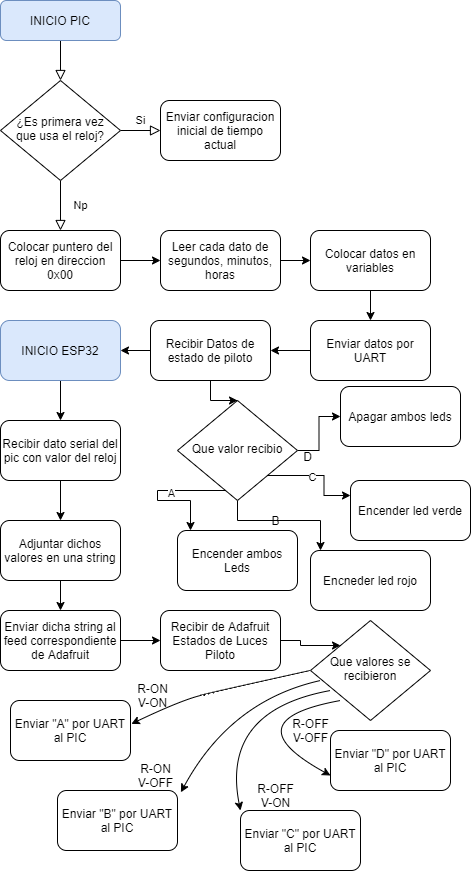 INICIO PIC
¿Es primera vez
que usa el reloj?
Si
Enviar configuracion
inicial de tiempo
actual
Np
Colocar puntero del
reloj en direccion
0x00
Leer cada dato de
segundos, minutos,
horas
Colocar datos en
variables
INICIO ESP32
Recibir Datos de
estado de piloto
Enviar datos por
UART
Que valor recibio
D
Apagar ambos leds
C
Encender led verde
A
Encender ambos
Leds
B
Encneder led rojo
Recibir dato serial del
pic con valor del reloj
Adjuntar dichos
valores en una string
Enviar dicha string al
feed correspondiente
de Adafruit
Recibir de Adafruit
Estados de Luces
Piloto
Que valores se
recibieron
R-ON
V-ON
Enviar "A" por UART
al PIC
R-ON
V-OFF
Enviar "B" por UART
al PIC
R-OFF
V-ON
Enviar "C" por UART
al PIC
R-OFF
V-OFF
Enviar "D" por UART
al PIC